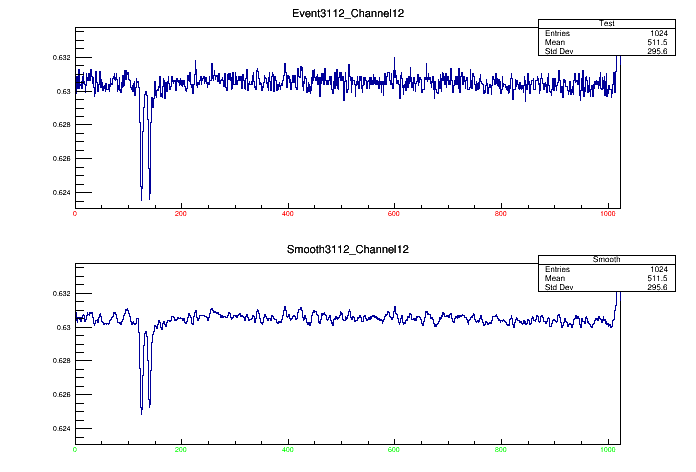 Event3112_Channel12
Test
Entries 1024
Mean 511.5
Std Dev 295.6
0.632
0.63
0.628
0.626
0.624
0 200 400 600 800 1000
Smooth3112_Channel12
Smooth
Entries 1024
Mean 511.5
Std Dev 295.6
0.632
0.63
0.628
0.626
0.624
0 200 400 600 800 1000